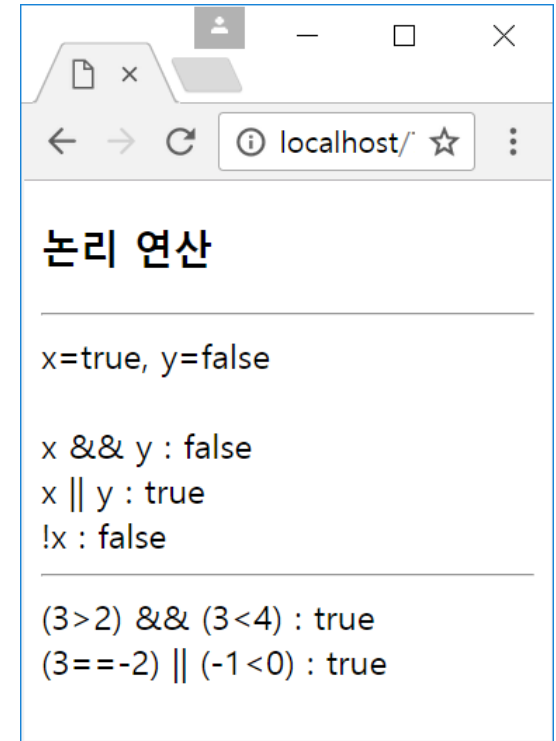 localhost/
논리 연산
x=true, y=false
x && y : false
x || y : true
!x : false
(3>2) && (3<4) : true
(3==-2) || (-1<0) : true